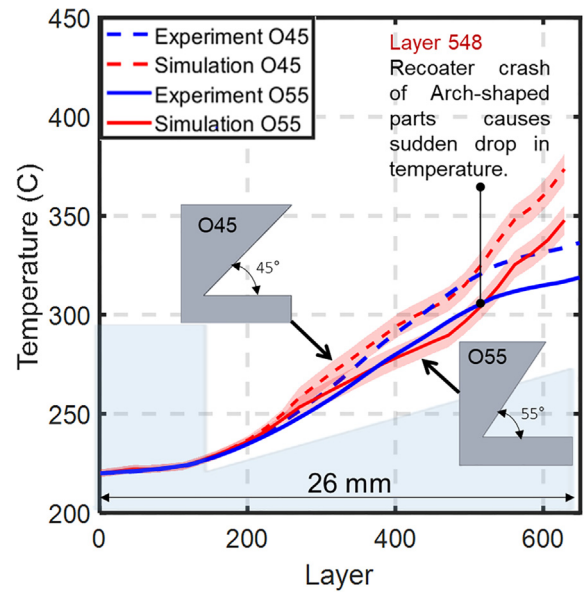 450
400
350
300
250
200
Temperature (C)
Experiment O45
Simulation O45
Experiment O55
Simulation O55
Layer 548
Recoater crash
of Arch-shaped
parts causes
sudden drop in
temperature.
O45
45°
O55
55°
26 mm
0
200
400
600
Layer